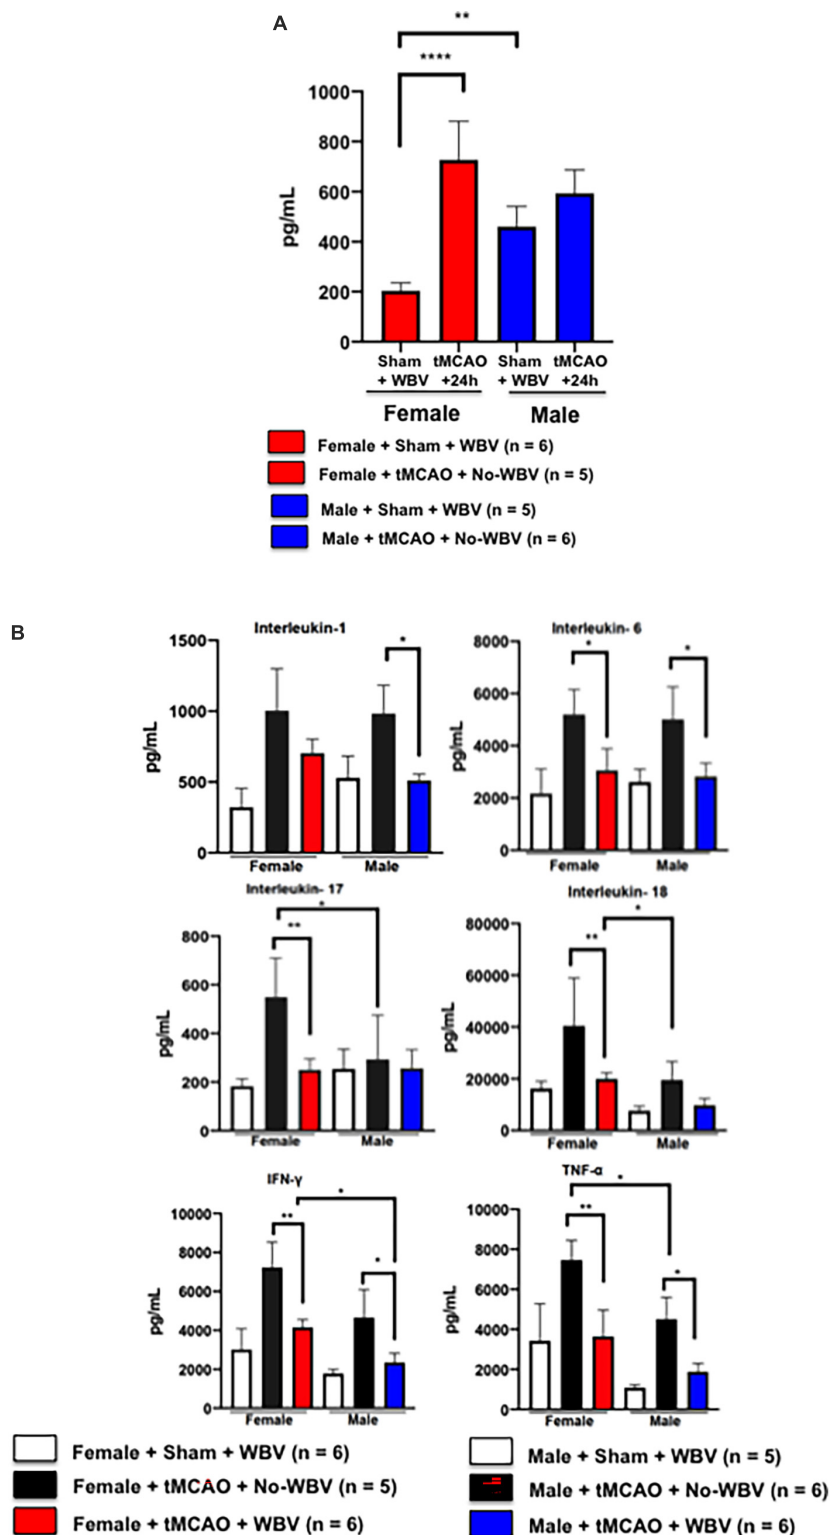 A
**
****
1000
800
600
400
200
0
pg/mL
Sham + WBV
tMCAO +24h
Sham + WBV
tMCAO +24h
Female
Male
Female + Sham + WBV (n = 6)
Female + tMCAO + No-WBV (n = 5)
Male + Sham + WBV (n = 5)
Male + tMCAO + No-WBV (n = 6)
B
Interleukin-1
1500
1000
500
0
pg/mL
*
Female
Male
Interleukin- 6
8000
6000
4000
2000
0
pg/mL
*
*
Female
Male
Interleukin- 17
800
600
400
200
0
pg/mL
*
**
Female
Male
Interleukin- 18
80000
60000
40000
20000
0
pg/mL
*
**
Female
Male
IFN-γ
10000
8000
6000
4000
2000
0
pg/mL
*
**
*
Female
Male
TNF-α
10000
8000
6000
4000
2000
0
pg/mL
*
**
*
Female
Male
Female + Sham + WBV (n = 6)
Female + tMCAO + No-WBV (n = 5)
Female + tMCAO + WBV (n = 6)
Male + Sham + WBV (n = 5)
Male + tMCAO + No-WBV (n = 6)
Male + tMCAO + WBV (n = 6)